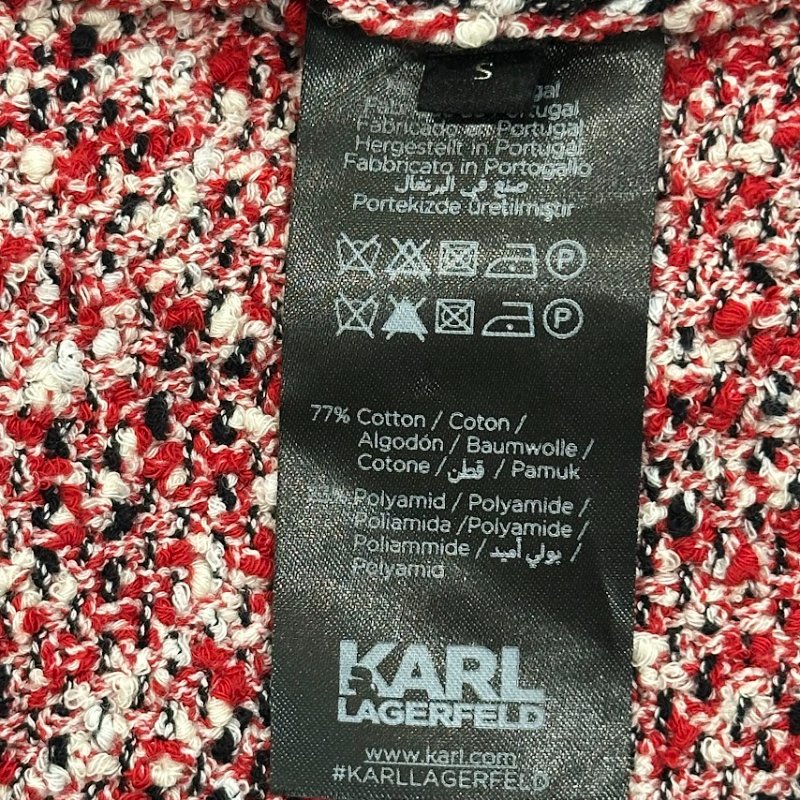 S
Fabricado en Portugal
Hergestellt in Portugal
Fabbricato in Portogallo
صنع في البرتغال
Portekizde üretilmiştir
P
P
77% Cotton / Coton /
Algodón / Baumwolle /
Cotone / قطن / Pamuk
Polyamid / Polyamide /
Poliamida / Polyamide /
Poliammide / بولي أميد /
Polyamid
KARL
LAGERFELD
www.karl.com
#KARLLAGERFELD